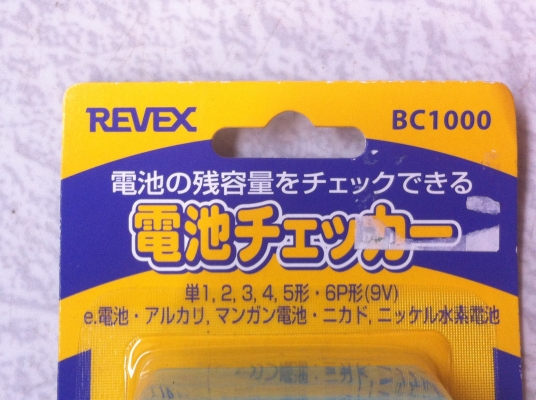 REVEX BC1000
電池の残容量をチェックできる
電池チェッカー
単1, 2, 3, 4, 5形・6P形(9V)
e.電池・アルカリ, マンガン電池・ニカド, ニッケル水素電池